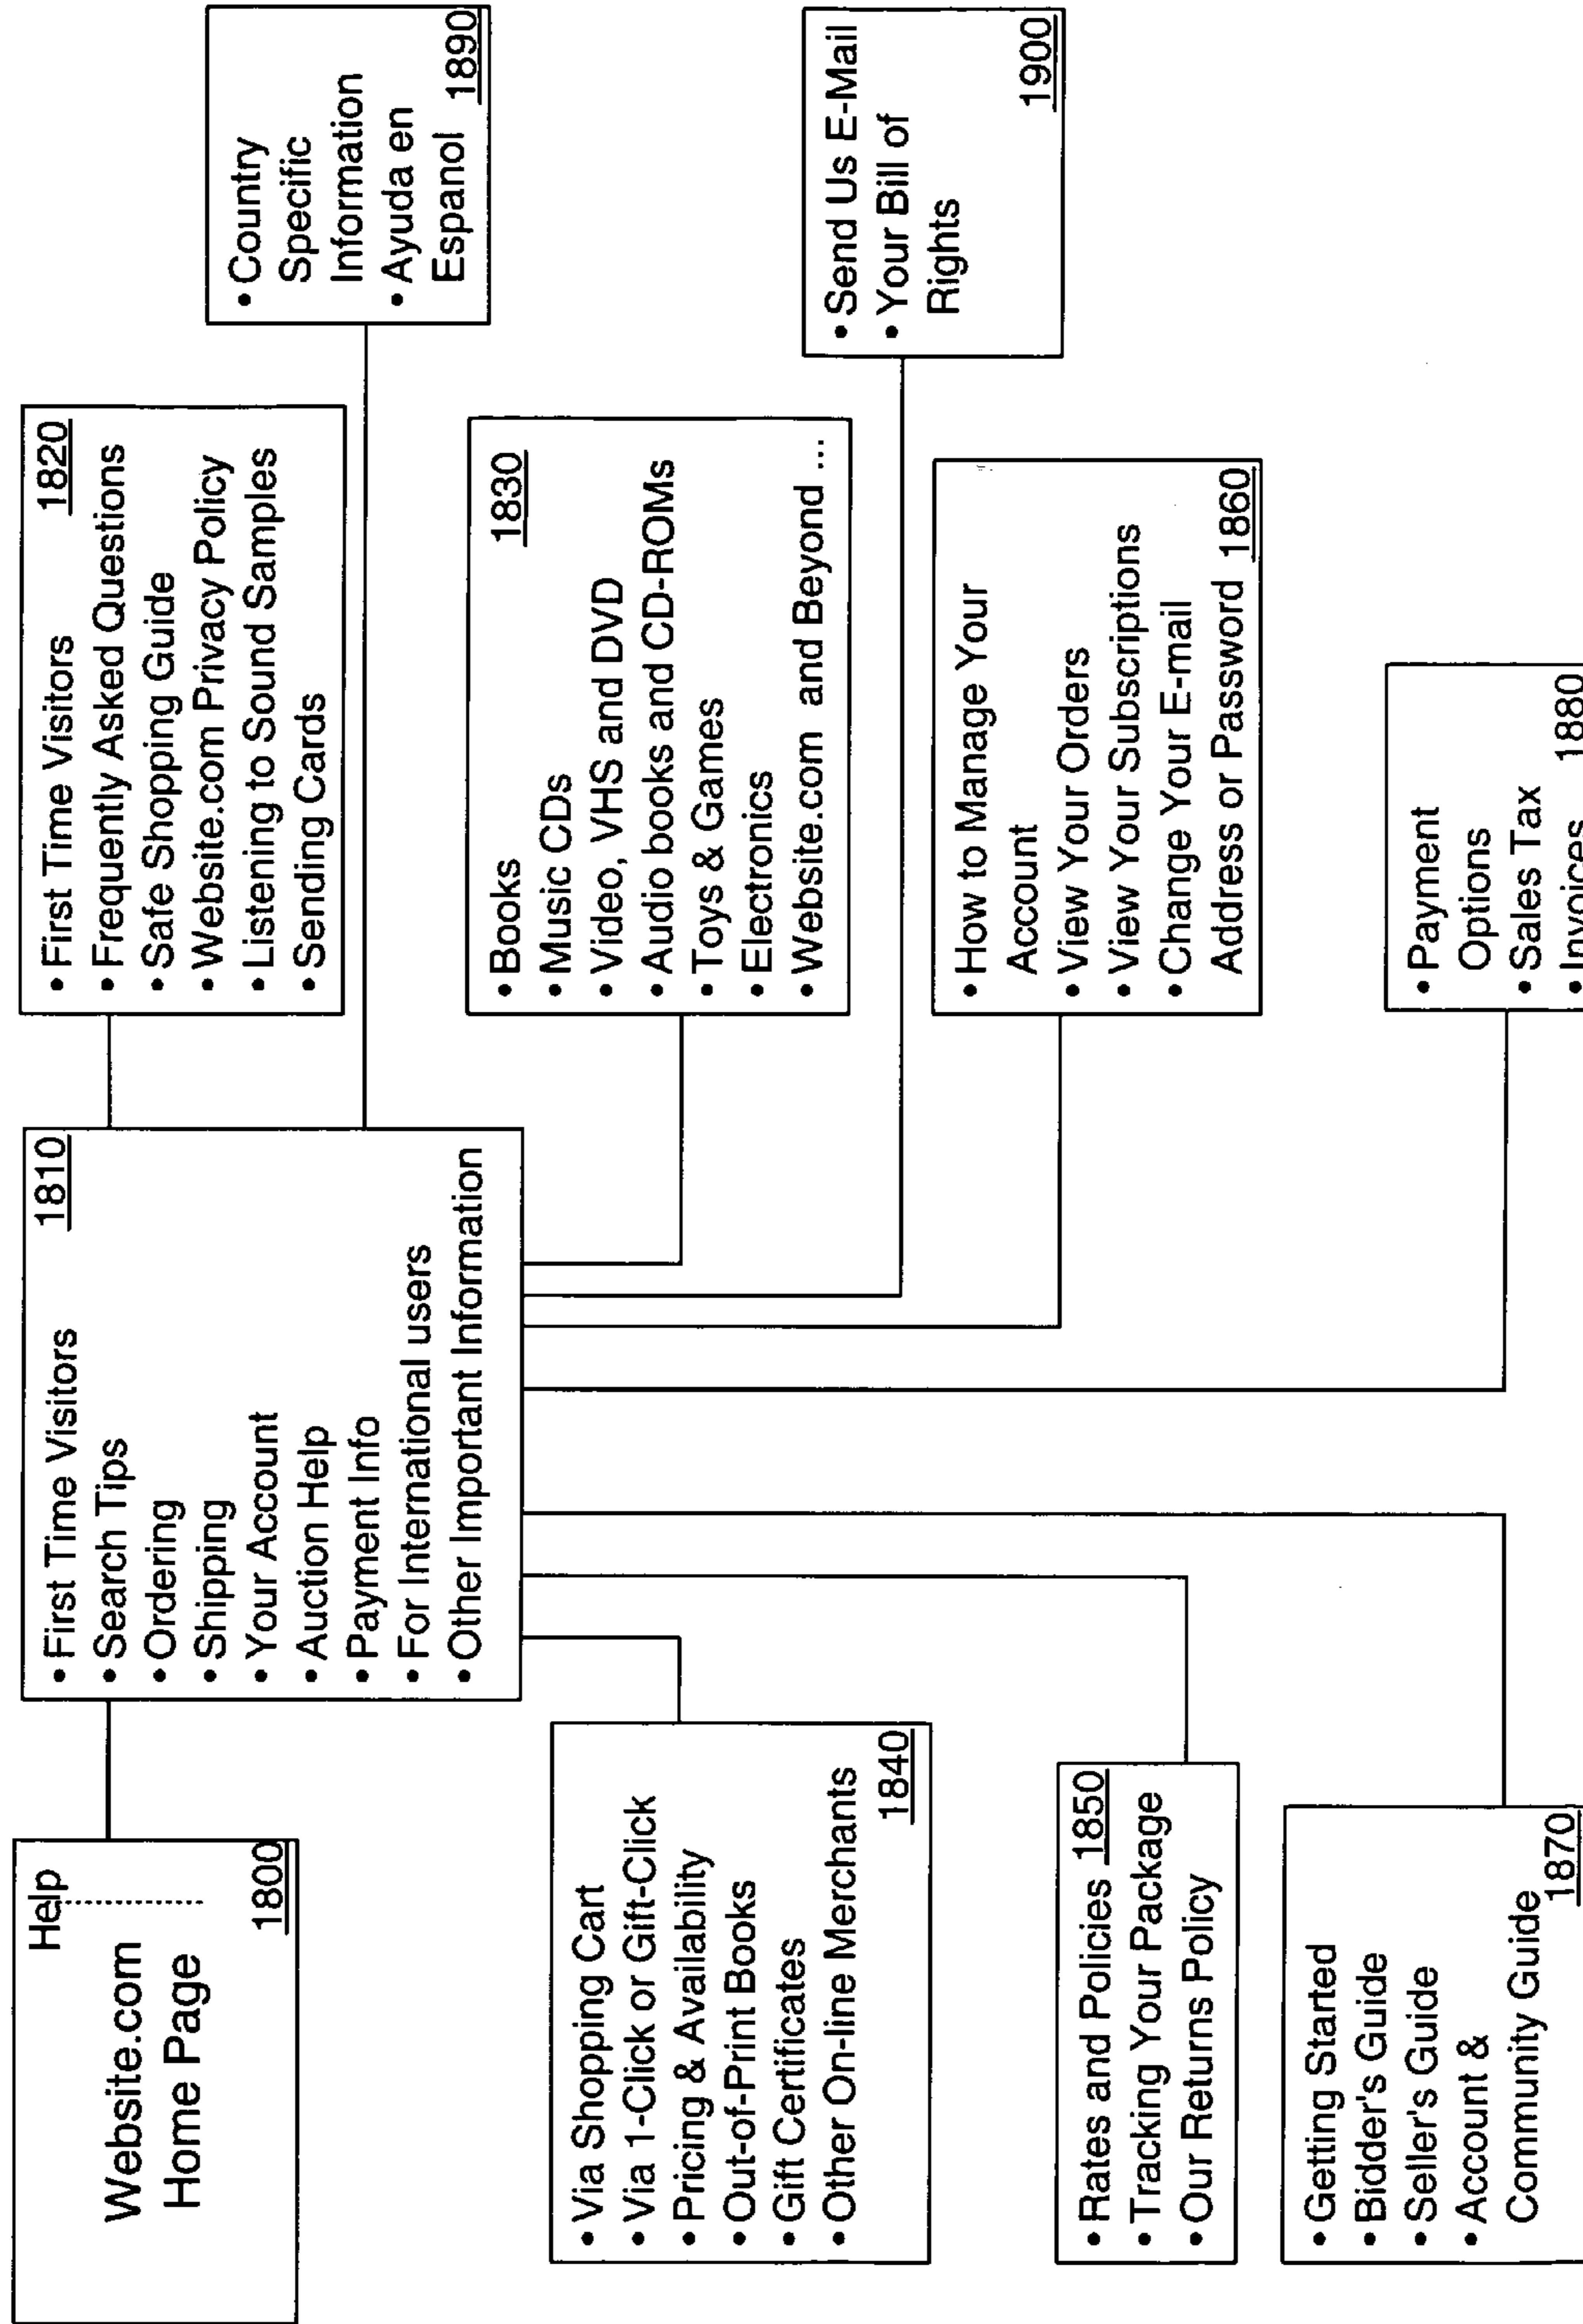 Help
Website.com
Home Page
1800
• First Time Visitors 1810
• Search Tips
• Ordering
• Shipping
• Your Account
• Auction Help
• Payment Info
• For International users
• Other Important Information
• First Time Visitors 1820
• Frequently Asked Questions
• Safe Shopping Guide
• Website.com Privacy Policy
• Listening to Sound Samples
• Sending Cards
• Country
Specific
Information
• Ayuda en
Espanol 1890
• Via Shopping Cart
• Via 1-Click or Gift-Click
• Pricing & Availability
• Out-of-Print Books
• Gift Certificates
• Other On-line Merchants
1840
• Books 1830
• Music CDs
• Video, VHS and DVD
• Audio books and CD-ROMs
• Toys & Games
• Electronics
• Website.com and Beyond ...
• Send Us E-Mail
• Your Bill of
Rights
1900
• Rates and Policies 1850
• Tracking Your Package
• Our Returns Policy
• How to Manage Your
Account
• View Your Orders
• View Your Subscriptions
• Change Your E-mail
Address or Password 1860
• Getting Started
• Bidder's Guide
• Seller's Guide
• Account &
Community Guide
1870
• Payment
Options
• Sales Tax
• Invoices 1880